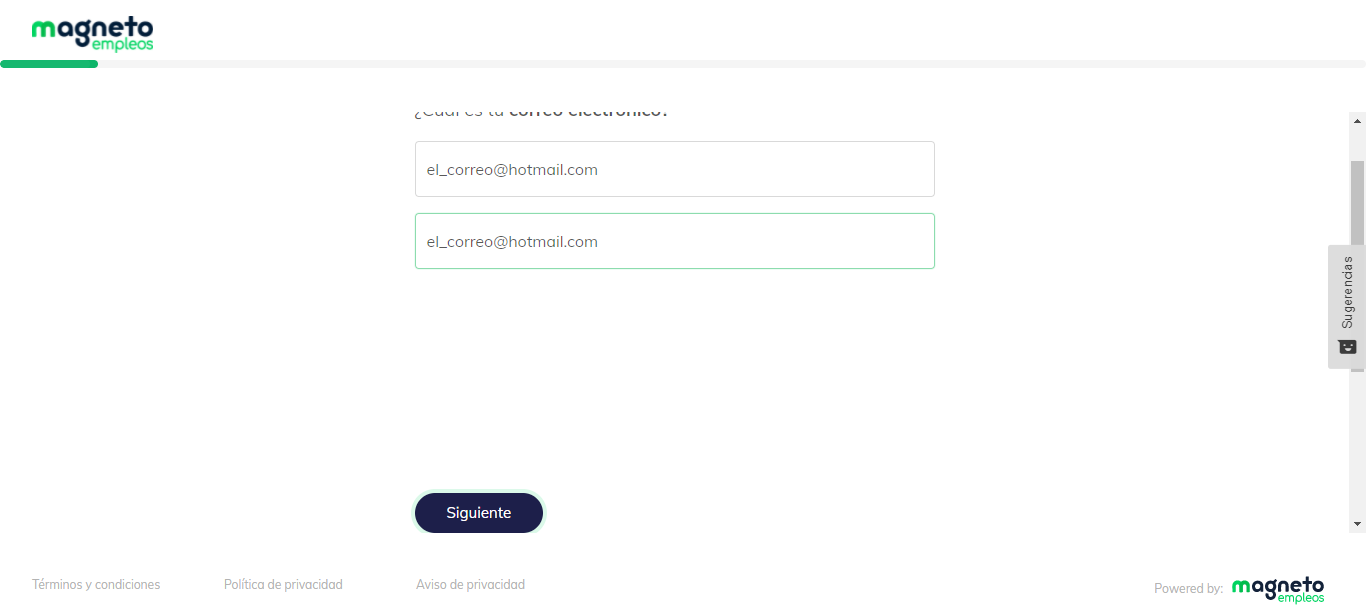 magneto
empleos
¿Cuál es tu correo electrónico?
el_correo@hotmail.com
el_correo@hotmail.com
Sugerencias
Siguiente
Términos y condiciones
Política de privacidad
Aviso de privacidad
Powered by:
magneto
empleos